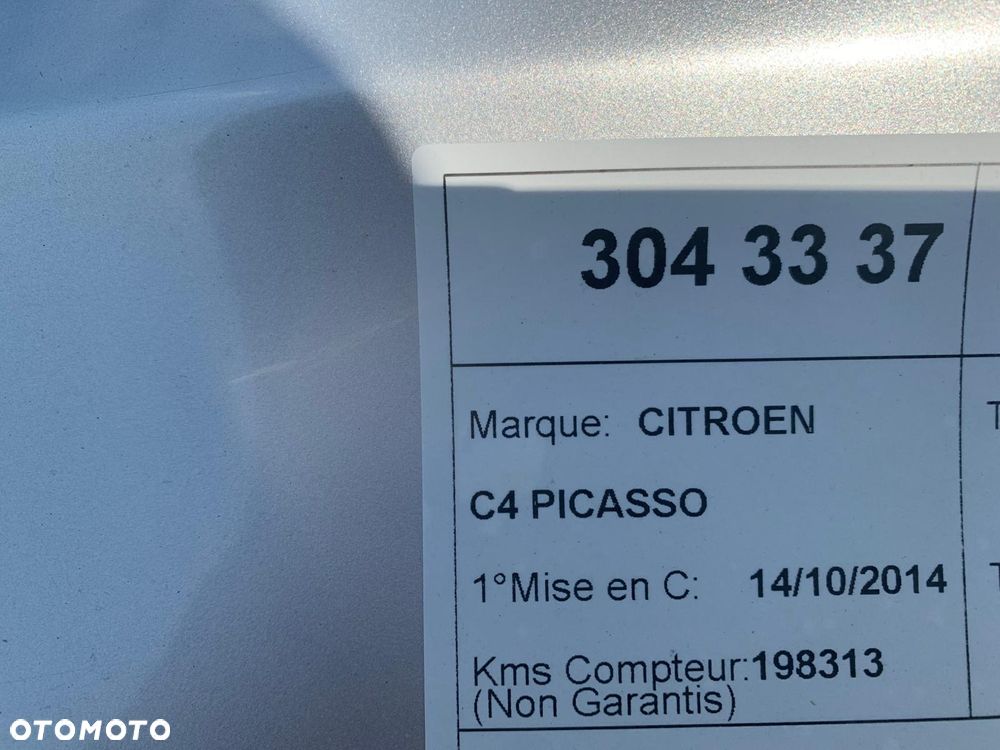 304 33 37
Marque: CITROEN
T
C4 PICASSO
1°Mise en C: 14/10/2014
T
Kms Compteur:198313
(Non Garantis)
OTOMOTO